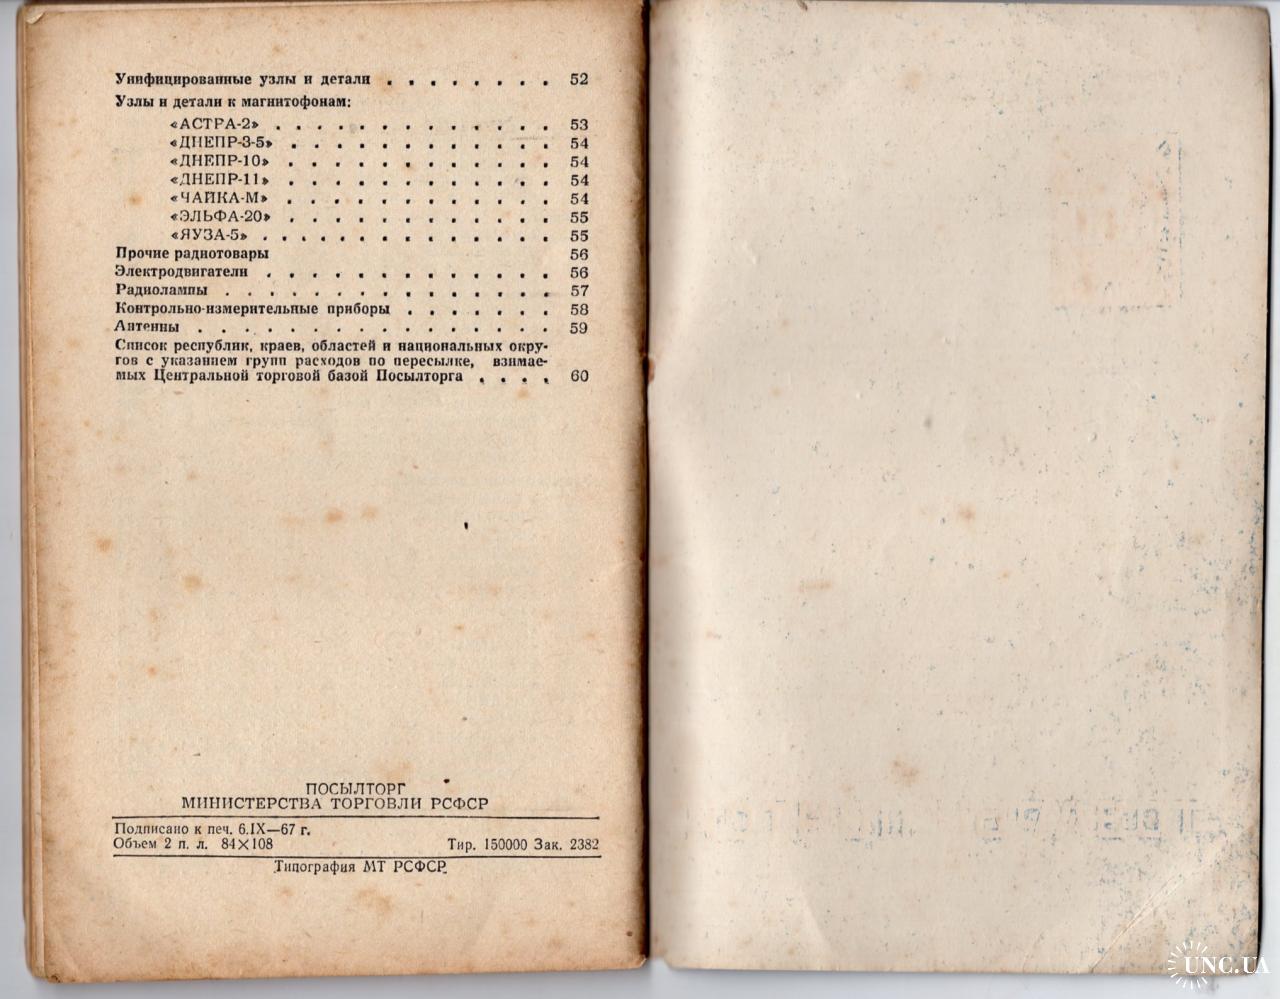 Унифицированные узлы и детали . . . . . . . . 52
Узлы и детали к магнитофонам:
«АСТРА-2» . . . . . . . . . . . . 53
«ДНЕПР-3-5» . . . . . . . . . . . 54
«ДНЕПР-10» . . . . . . . . . . . 54
«ДНЕПР-11» . . . . . . . . . . . 54
«ЧАЙКА-М» . . . . . . . . . . . 54
«ЭЛЬФА-20» . . . . . . . . . . . 55
«ЯУЗА-5» . . . . . . . . . . . . 55
Прочие радиотовары 56
Электродвигатели . . . . . . . . . . . . . 56
Радиолампы . . . . . . . . . . . . . . 57
Контрольно-измерительные приборы . . . . . . . 58
Антенны . . . . . . . . . . . . . . . . 59
Список республик, краев, областей и национальных окру-
гов с указанием групп расходов по пересылке, взимае-
мых Центральной торговой базой Посылторга . . . . 60
ПОСЫЛТОРГ
МИНИСТЕРСТВА ТОРГОВЛИ РСФСР
Подписано к печ. 6.IX—67 г.
Объем 2 п. л. 84×108 Тир. 150000 Зак. 2382
Типография МТ РСФСР.
UNC.UA